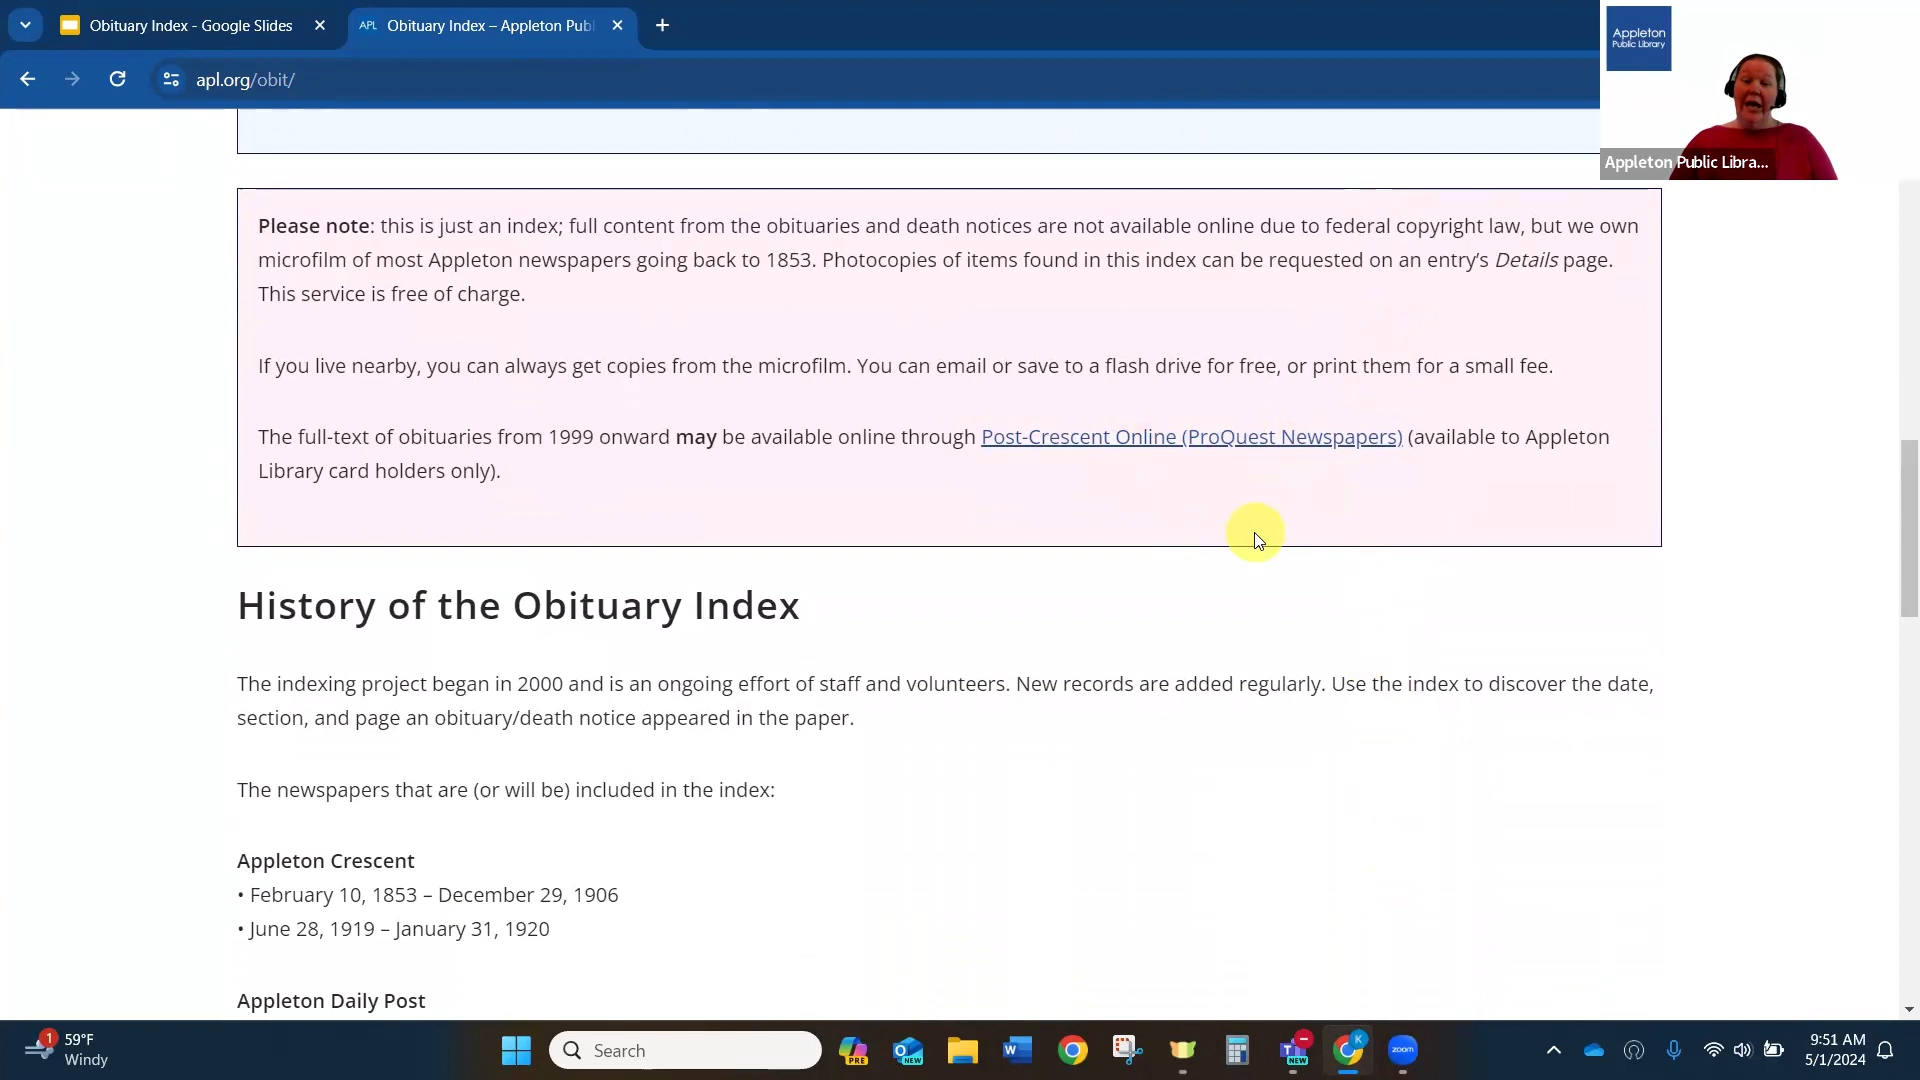 Obituary Index - Google Slides
APL Obituary Index – Appleton Pub
apl.org/obit/
Appleton
Public Library
Appleton Public Libra...
Please note: this is just an index; full content from the obituaries and death notices are not available online due to federal copyright law, but we own
microfilm of most Appleton newspapers going back to 1853. Photocopies of items found in this index can be requested on an entry’s Details page.
This service is free of charge.
If you live nearby, you can always get copies from the microfilm. You can email or save to a flash drive for free, or print them for a small fee.
The full-text of obituaries from 1999 onward may be available online through Post-Crescent Online (ProQuest Newspapers) (available to Appleton
Library card holders only).
History of the Obituary Index
The indexing project began in 2000 and is an ongoing effort of staff and volunteers. New records are added regularly. Use the index to discover the date,
section, and page an obituary/death notice appeared in the paper.
The newspapers that are (or will be) included in the index:
Appleton Crescent
• February 10, 1853 – December 29, 1906
• June 28, 1919 – January 31, 1920
Appleton Daily Post
1
59°F
Windy
Search
PRE
NEW
NEW
K
zoom
9:51 AM
5/1/2024